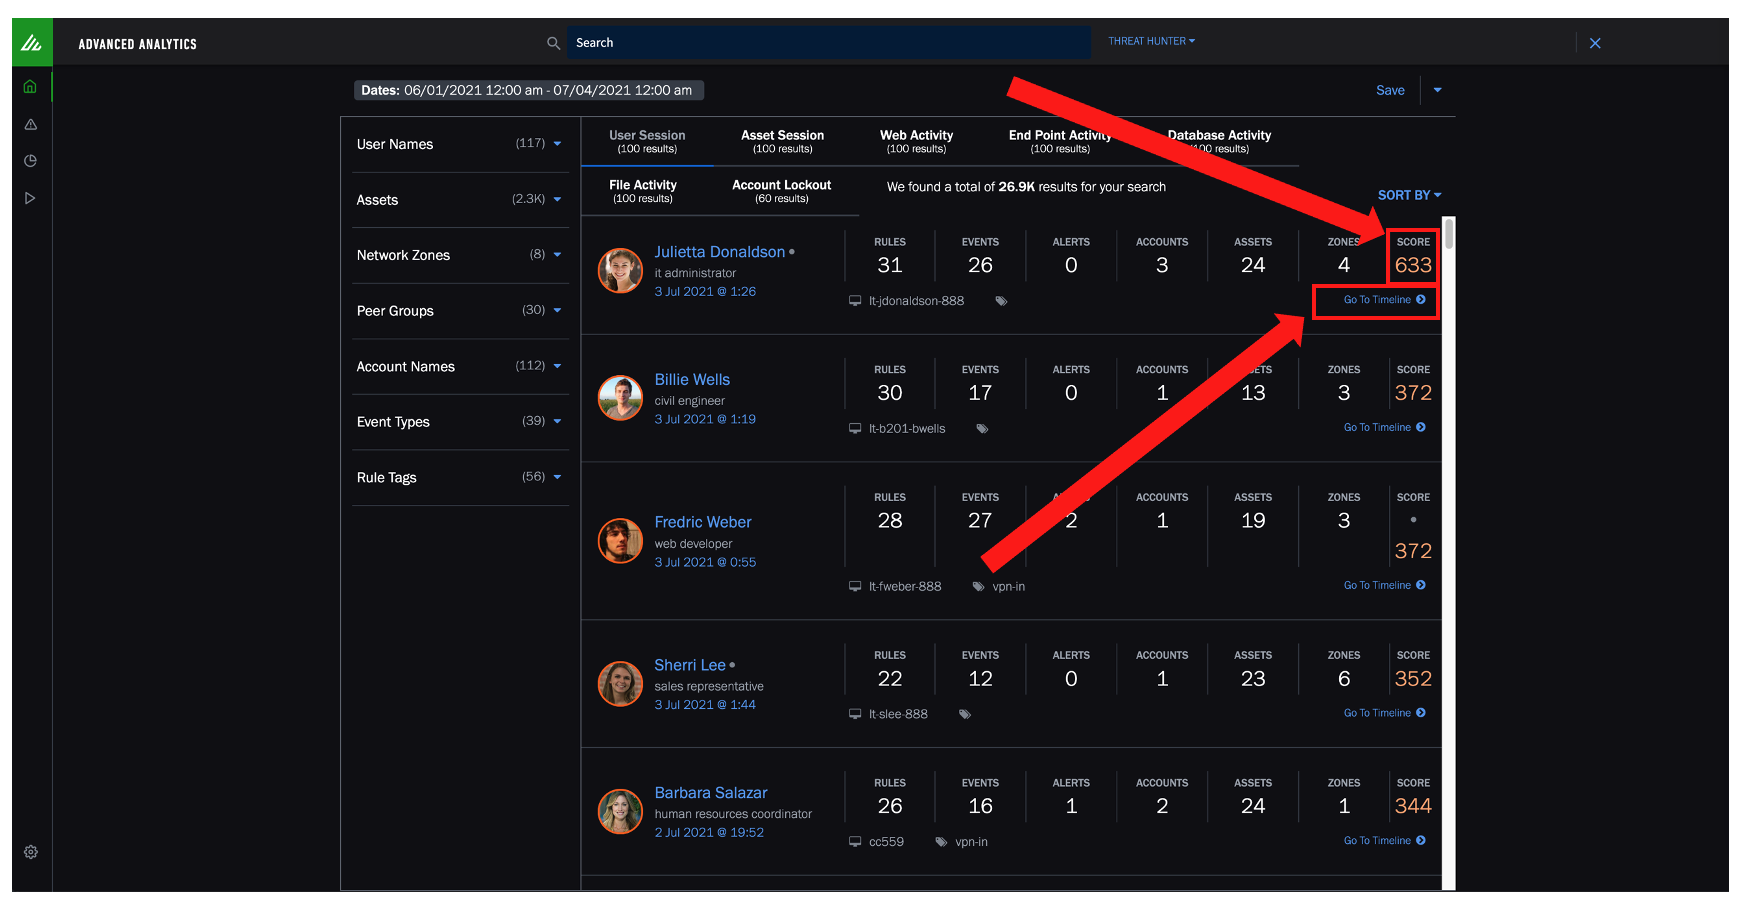 ADVANCED ANALYTICS
Search
THREAT HUNTER
Dates: 06/01/2021 12:00 am - 07/04/2021 12:00 am
Save
User Names (117)
Assets (2.3K)
Network Zones (8)
Peer Groups (30)
Account Names (112)
Event Types (39)
Rule Tags (56)
User Session Asset Session Web Activity End Point Activity Database Activity
(100 results) (100 results) (100 results) (100 results) (100 results)
File Activity Account Lockout
(100 results) (60 results)
We found a total of 26.9K results for your search
SORT BY
Julietta Donaldson
it administrator
3 Jul 2021 @ 1:26
RULES EVENTS ALERTS ACCOUNTS ASSETS ZONES SCORE
31 26 0 3 24 4 633
lt-jdonaldson-888
Go To Timeline
Billie Wells
civil engineer
3 Jul 2021 @ 1:19
RULES EVENTS ALERTS ACCOUNTS ASSETS ZONES SCORE
30 17 0 1 13 3 372
lt-b201-bwells
Go To Timeline
Fredric Weber
web developer
3 Jul 2021 @ 0:55
RULES EVENTS ALERTS ACCOUNTS ASSETS ZONES SCORE
28 27 2 1 19 3
372
lt-fweber-888 vpn-in
Go To Timeline
Sherri Lee
sales representative
3 Jul 2021 @ 1:44
RULES EVENTS ALERTS ACCOUNTS ASSETS ZONES SCORE
22 12 0 1 23 6 352
lt-slee-888
Go To Timeline
Barbara Salazar
human resources coordinator
2 Jul 2021 @ 19:52
RULES EVENTS ALERTS ACCOUNTS ASSETS ZONES SCORE
26 16 1 2 24 1 344
cc559 vpn-in
Go To Timeline